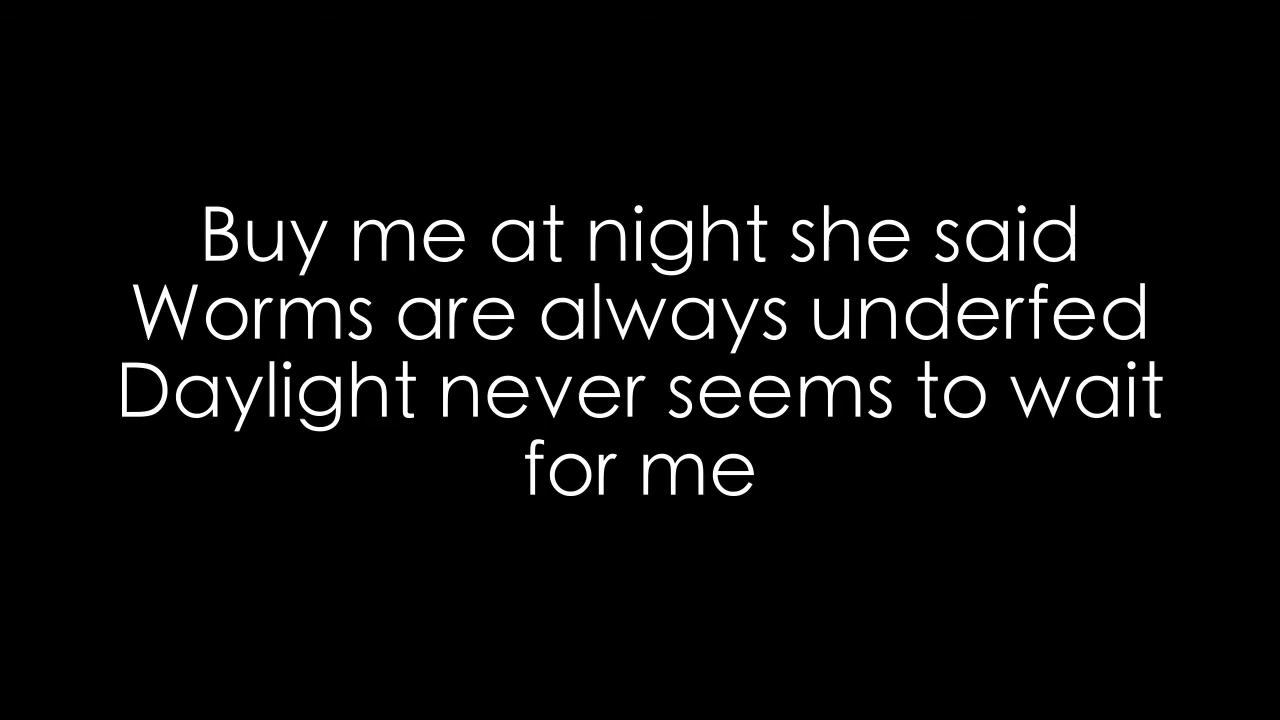 Buy me at night she said
Worms are always underfed
Daylight never seems to wait
for me